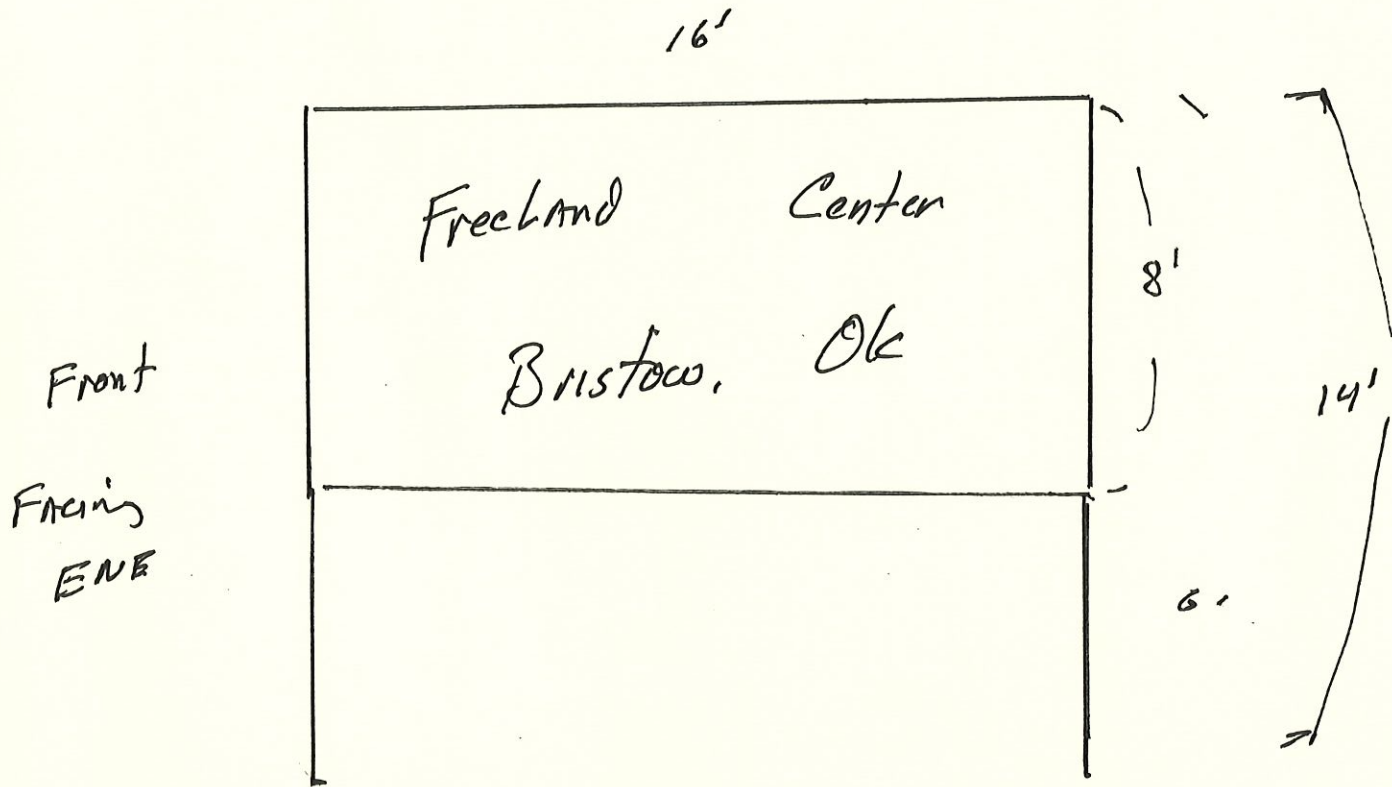 16'
FreeLand Center
8'
Bristow, Ok
Front
14'
Facing
ENE
6'